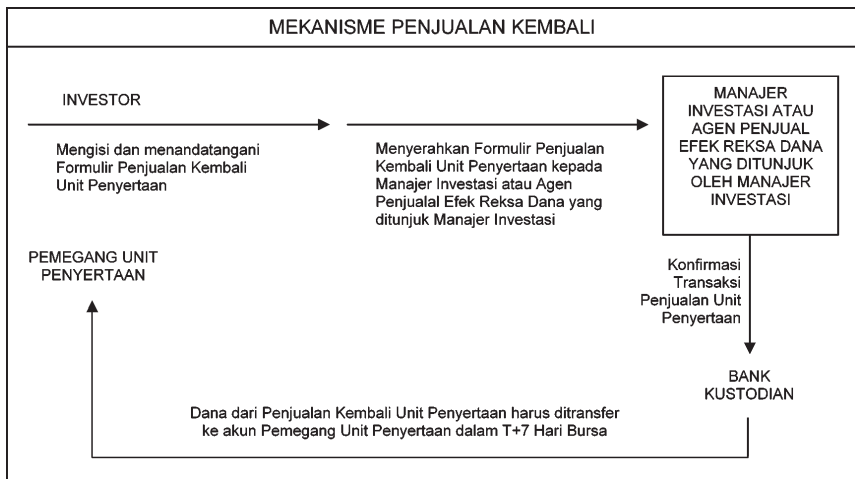 MEKANISME PENJUALAN KEMBALI
INVESTOR
Mengisi dan menandatangani
Formulir Penjualan Kembali
Unit Penyertaan
Menyerahkan Formulir Penjualan
Kembali Unit Penyertaan kepada
Manajer Investasi atau Agen
Penjualal Efek Reksa Dana yang
ditunjuk Manajer Investasi
MANAJER
INVESTASI ATAU
AGEN PENJUAL
EFEK REKSA DANA
YANG DITUNJUK
OLEH MANAJER
INVESTASI
Konfirmasi
Transaksi
Penjualan Unit
Penyertaan
BANK
KUSTODIAN
Dana dari Penjualan Kembali Unit Penyertaan harus ditransfer
ke akun Pemegang Unit Penyertaan dalam T+7 Hari Bursa
PEMEGANG UNIT
PENYERTAAN